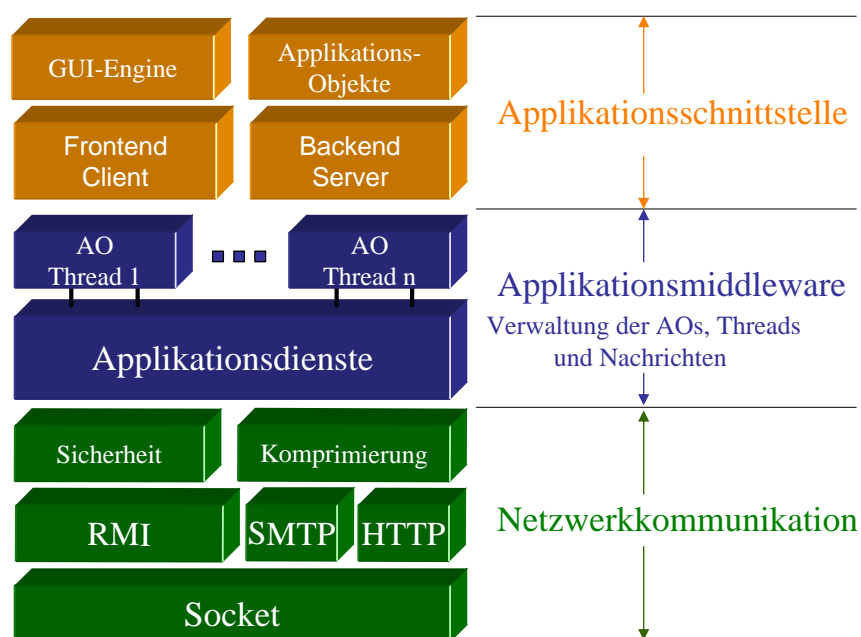 GUI-Engine
Applikations-
Objekte
Frontend
Client
Backend
Server
Applikationsschnittstelle
AO
Thread 1
AO
Thread n
Applikationsdienste
Applikationsmiddleware
Verwaltung der AOs, Threads
und Nachrichten
Sicherheit
Komprimierung
RMI
SMTP
HTTP
Socket
Netzwerkkommunikation